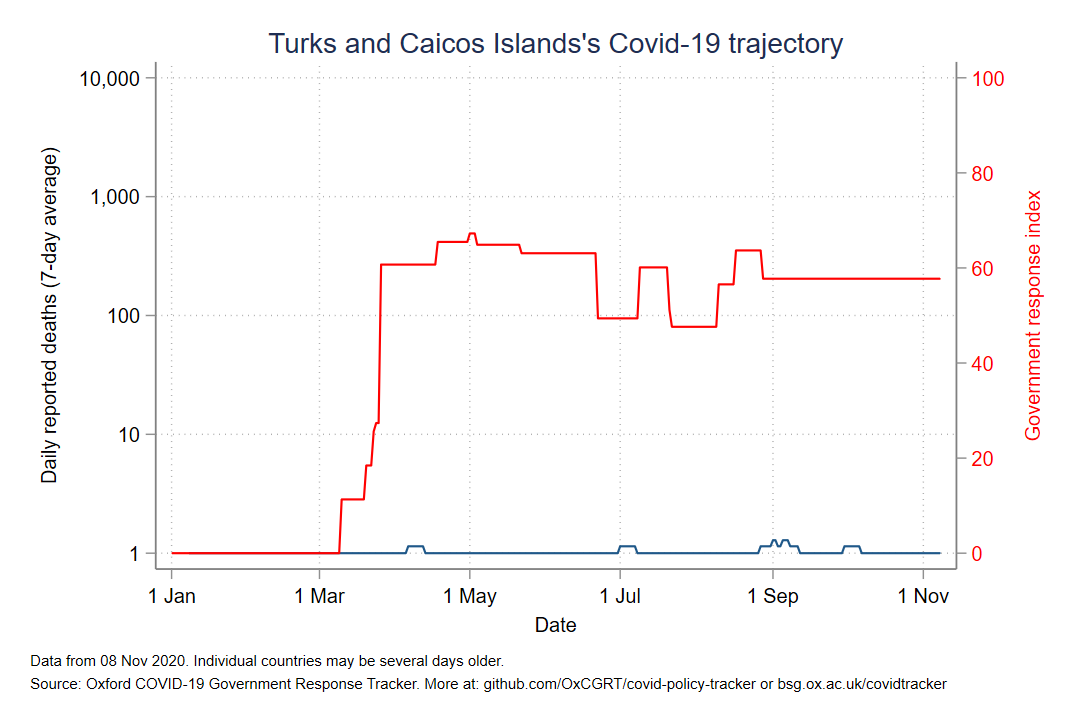 Turks and Caicos Islands's Covid-19 trajectory
10,000
1,000
100
10
1
Daily reported deaths (7-day average)
100
80
60
40
20
0
Government response index
1 Jan 1 Mar 1 May 1 Jul 1 Sep 1 Nov
Date
Data from 08 Nov 2020. Individual countries may be several days older.
Source: Oxford COVID-19 Government Response Tracker. More at: github.com/OxCGRT/covid-policy-tracker or bsg.ox.ac.uk/covidtracker